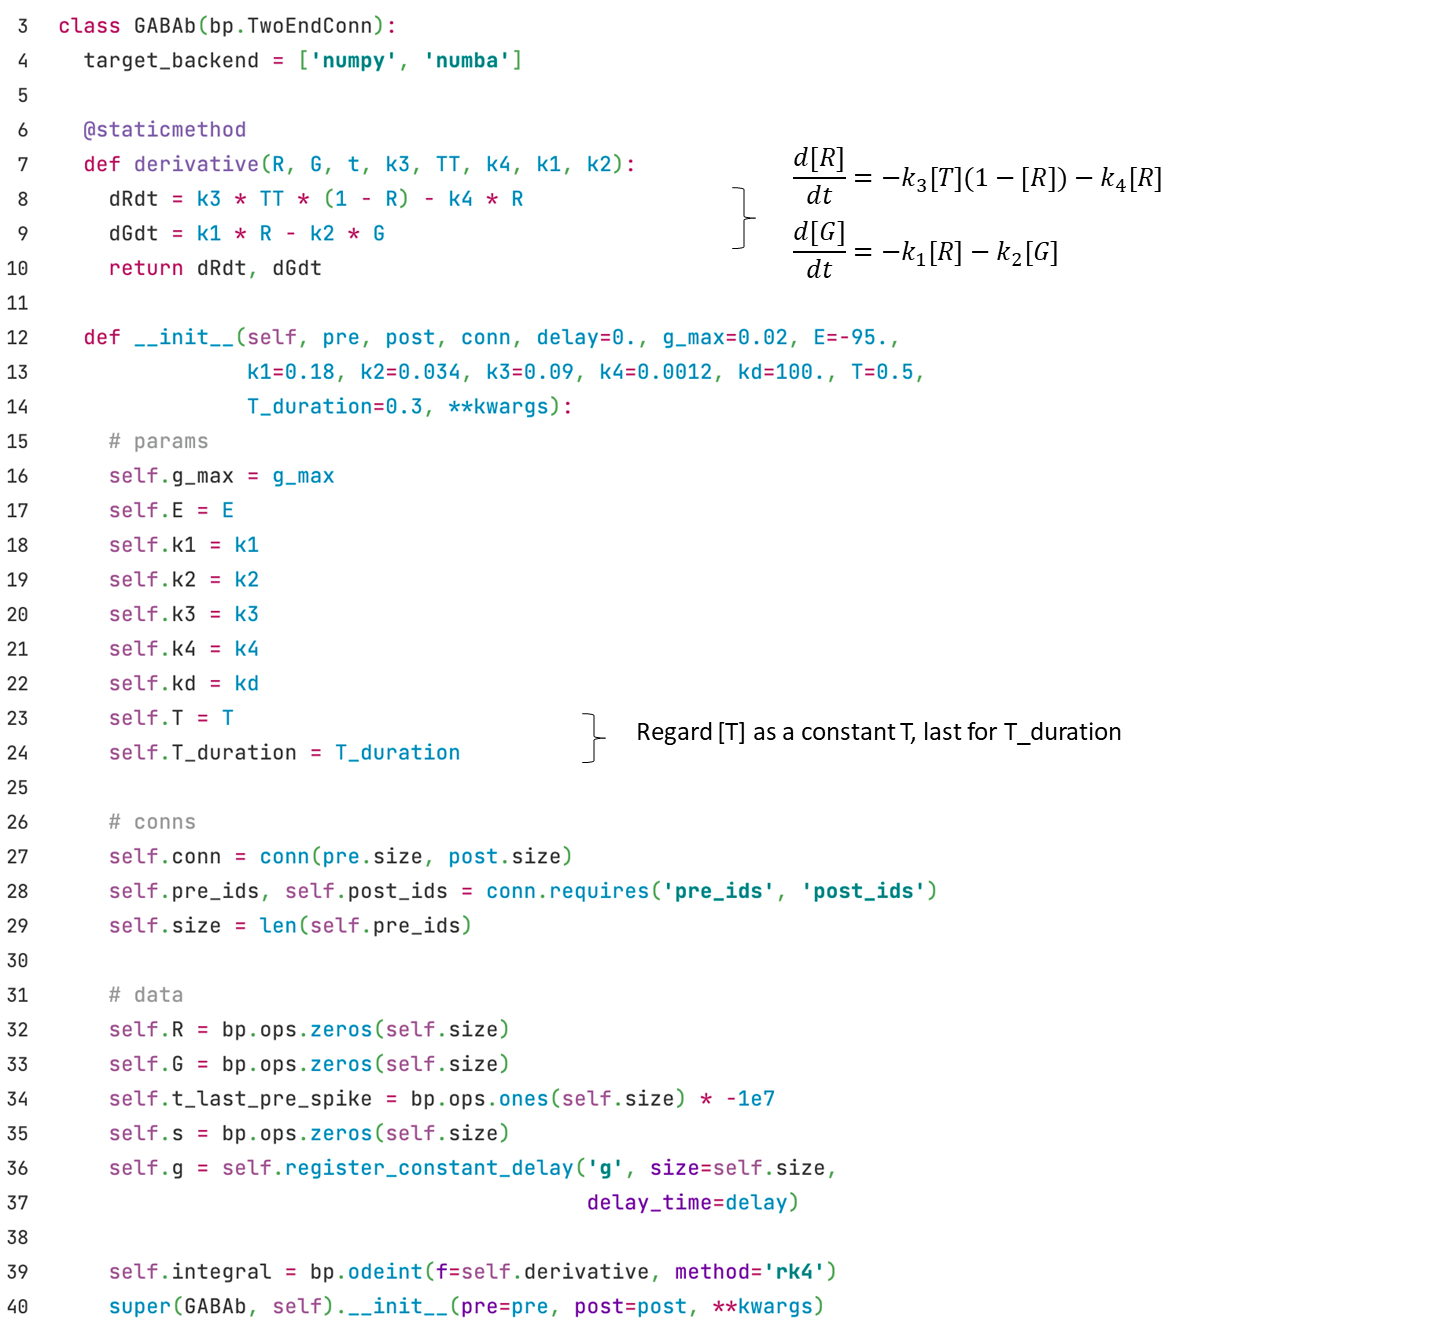 3 class GABAb(bp.TwoEndConn):
4   target_backend = ['numpy', 'numba']
5
6   @staticmethod
7   def derivative(R, G, t, k3, TT, k4, k1, k2):
8     dRdt = k3 * TT * (1 - R) - k4 * R
9     dGdt = k1 * R - k2 * G
10     return dRdt, dGdt
d[R]/dt = −k₃[T](1 − [R]) − k₄[R]
d[G]/dt = −k₁[R] − k₂[G]
11
12   def __init__(self, pre, post, conn, delay=0., g_max=0.02, E=-95.,
13                k1=0.18, k2=0.034, k3=0.09, k4=0.0012, kd=100., T=0.5,
14                T_duration=0.3, **kwargs):
15     # params
16     self.g_max = g_max
17     self.E = E
18     self.k1 = k1
19     self.k2 = k2
20     self.k3 = k3
21     self.k4 = k4
22     self.kd = kd
23     self.T = T
24     self.T_duration = T_duration
Regard [T] as a constant T, last for T_duration
25
26     # conns
27     self.conn = conn(pre.size, post.size)
28     self.pre_ids, self.post_ids = conn.requires('pre_ids', 'post_ids')
29     self.size = len(self.pre_ids)
30
31     # data
32     self.R = bp.ops.zeros(self.size)
33     self.G = bp.ops.zeros(self.size)
34     self.t_last_pre_spike = bp.ops.ones(self.size) * -1e7
35     self.s = bp.ops.zeros(self.size)
36     self.g = self.register_constant_delay('g', size=self.size,
37                                           delay_time=delay)
38
39     self.integral = bp.odeint(f=self.derivative, method='rk4')
40     super(GABAb, self).__init__(pre=pre, post=post, **kwargs)